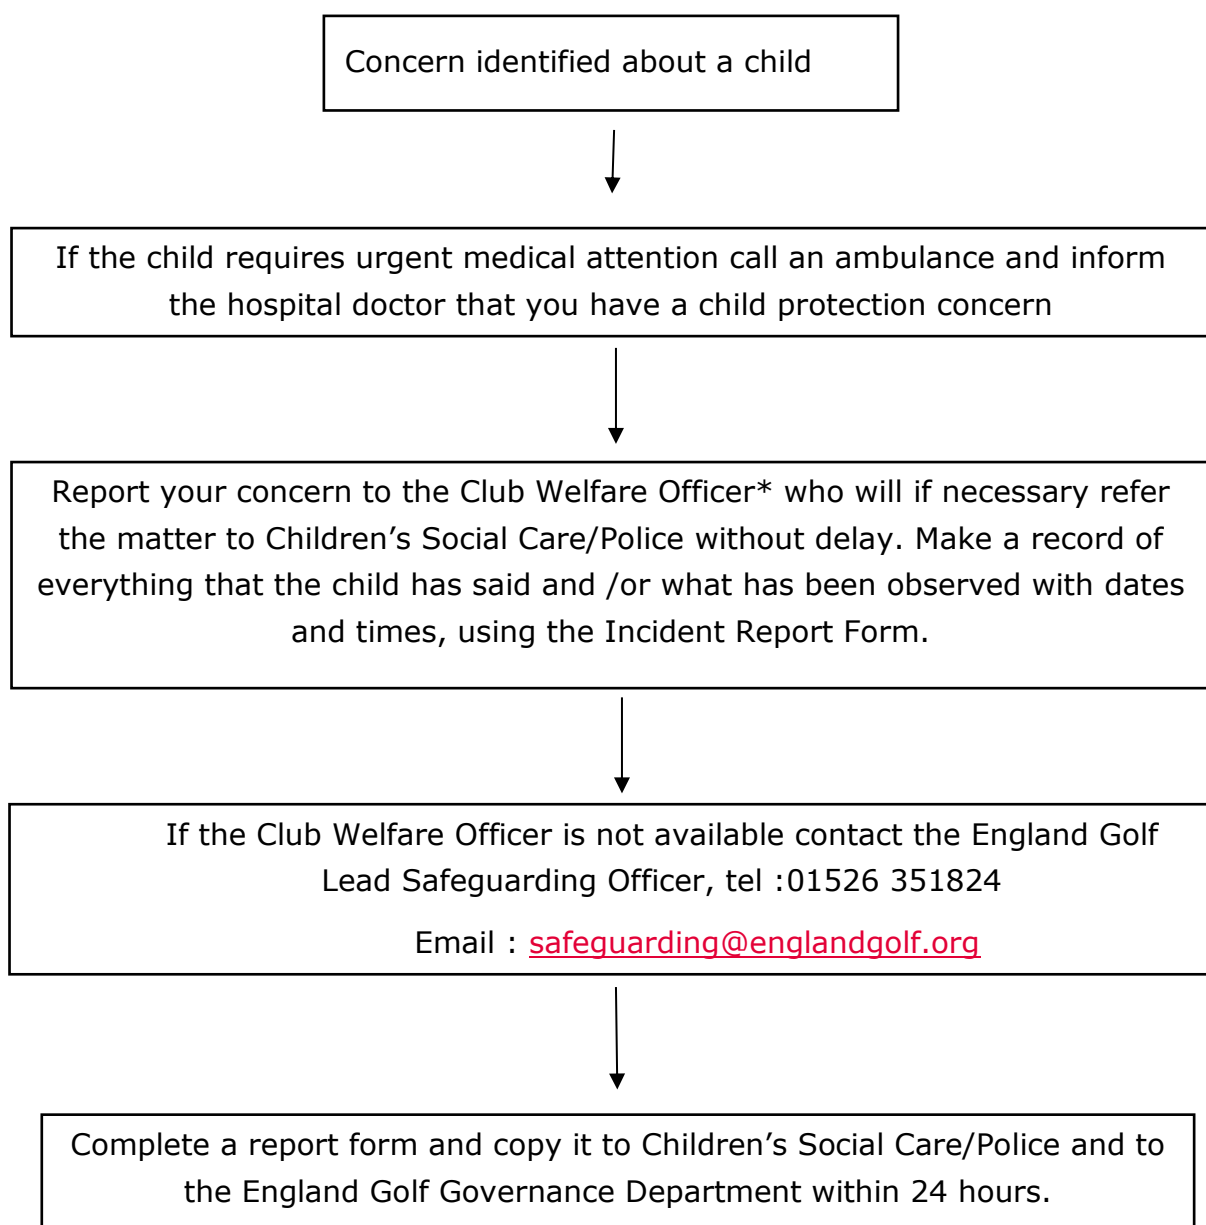 Concern identified about a child
If the child requires urgent medical attention call an ambulance and inform
the hospital doctor that you have a child protection concern
Report your concern to the Club Welfare Officer* who will if necessary refer
the matter to Children’s Social Care/Police without delay. Make a record of
everything that the child has said and /or what has been observed with dates
and times, using the Incident Report Form.
If the Club Welfare Officer is not available contact the England Golf
Lead Safeguarding Officer, tel :01526 351824
Email : safeguarding@englandgolf.org
Complete a report form and copy it to Children’s Social Care/Police and to
the England Golf Governance Department within 24 hours.